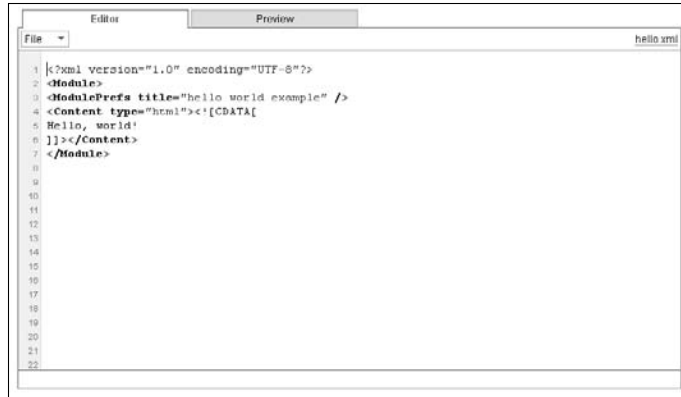 Editor Preview
File hello xml
1 <?xml version="1.0" encoding="UTF-8"?>
2 <Module>
3 <ModulePrefs title="hello world example" />
4 <Content type="html"><![CDATA[
5 Hello, world!
6 ]]></Content>
7 </Module>
8
9
10
11
12
13
14
15
16
17
18
19
20
21
22